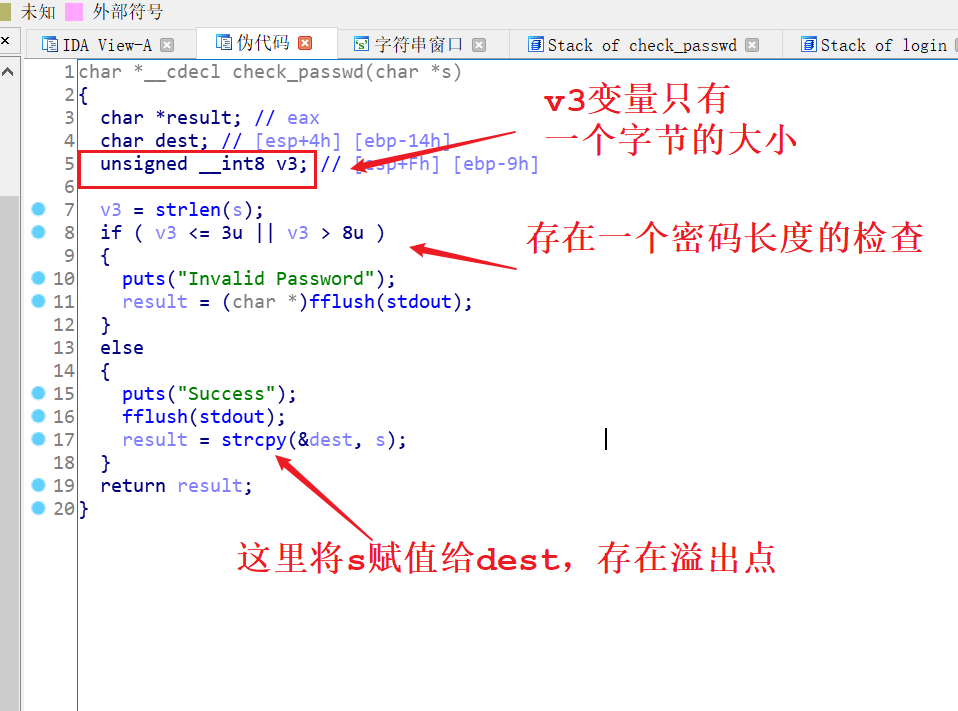 未知 外部符号
IDA View-A 伪代码 字符串窗口 Stack of check_passwd Stack of login
1 char *__cdecl check_passwd(char *s)
2 {
3 char *result; // eax
4 char dest; // [esp+4h] [ebp-14h]
5 unsigned __int8 v3; // [esp+Fh] [ebp-9h]
6
7 v3 = strlen(s);
8 if ( v3 <= 3u || v3 > 8u )
9 {
10 puts("Invalid Password");
11 result = (char *)fflush(stdout);
12 }
13 else
14 {
15 puts("Success");
16 fflush(stdout);
17 result = strcpy(&dest, s);
18 }
19 return result;
20 }
v3变量只有
一个字节的大小
存在一个密码长度的检查
这里将s赋值给dest，存在溢出点